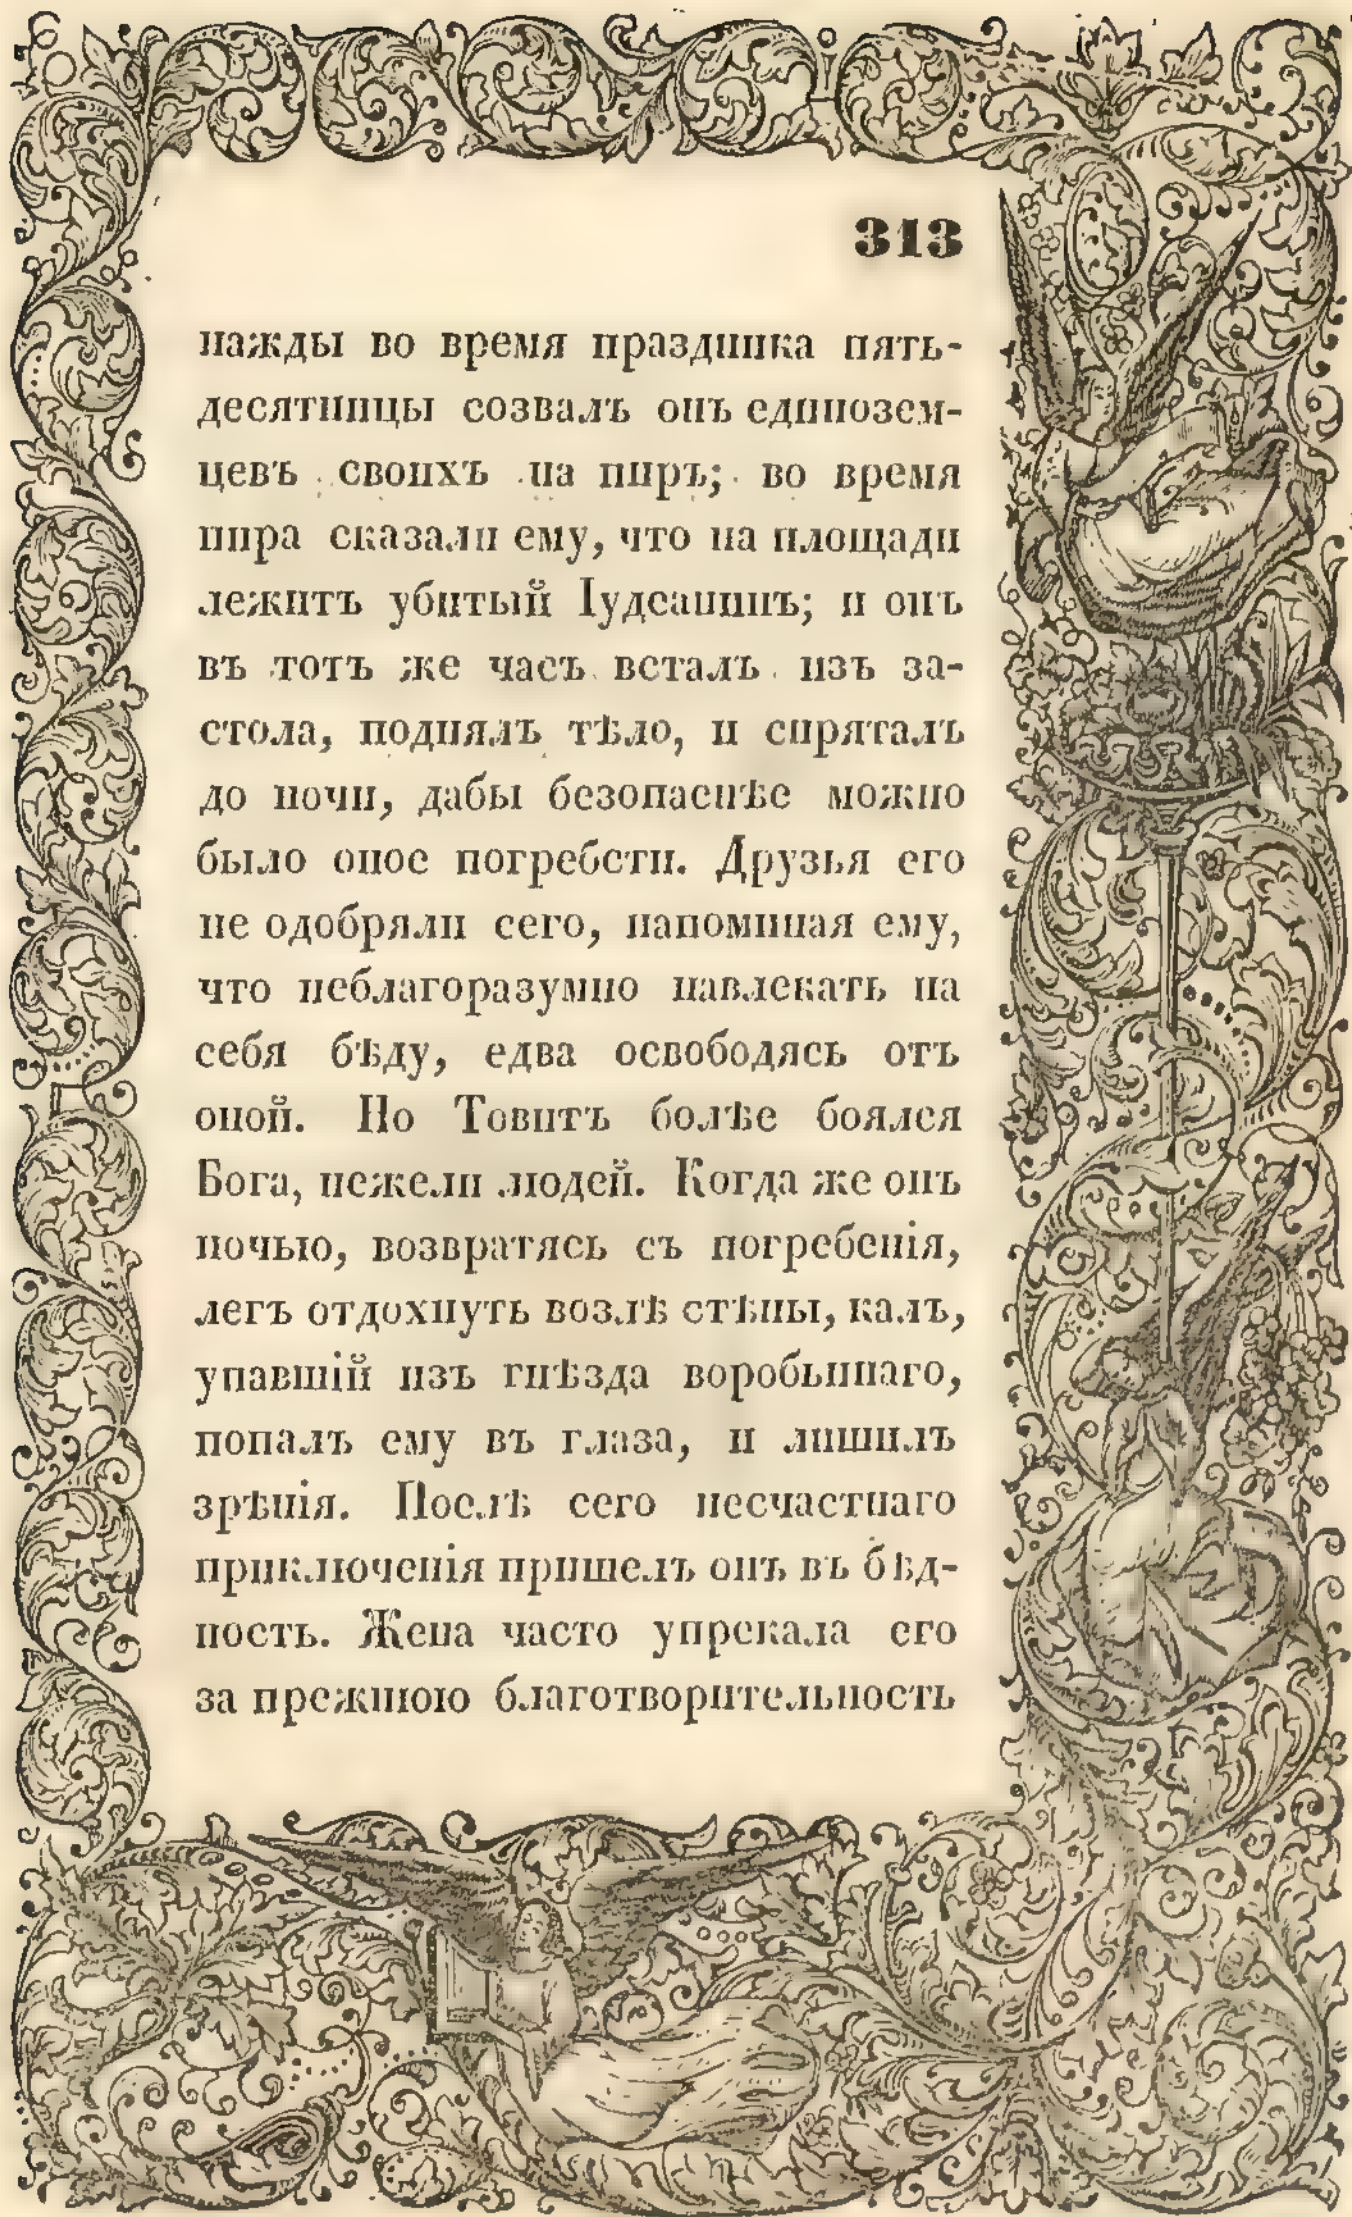 313
нажды во время праздника пять-
десятницы созвалъ онъ единозем-
цевъ своихъ на пиръ; во время
пира сказали ему, что на площади
лежитъ убитый Іудеанинъ; и онъ
въ тотъ же часъ всталъ изъ за-
стола, поднялъ тѣло, и спряталъ
до ночи, дабы безопаснѣе можно
было оное погребсти. Друзья его
не одобряли сего, напоминая ему,
что неблагоразумно навлекать на
себя бѣду, едва освободясь отъ
оной. Но Товитъ болѣе боялся
Бога, нежели людей. Когда же онъ
ночью, возвратясь съ погребенія,
легъ отдохнуть возлѣ стѣны, калъ,
упавшій изъ гнѣзда воробьинаго,
попалъ ему въ глаза, и лишилъ
зрѣнія. Послѣ сего несчастнаго
приключенія пришелъ онъ въ бѣд-
ность. Жена часто упрекала его
за прежнюю благотворительность